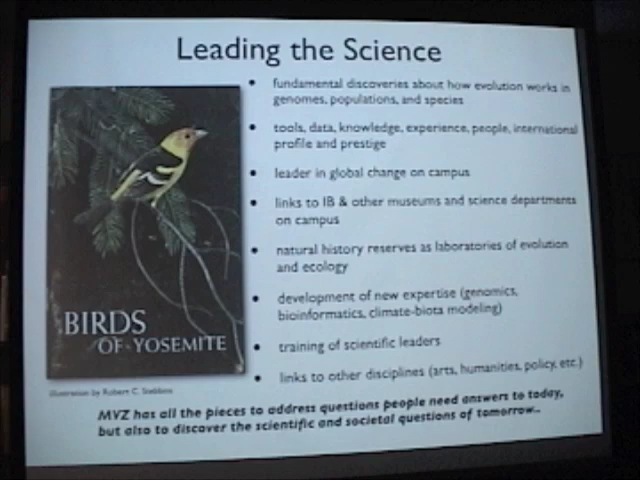 Leading the Science
• fundamental discoveries about how evolution works in
genomes, populations, and species
• tools, data, knowledge, experience, people, international
profile and prestige
• leader in global change on campus
• links to IB & other museums and science departments
on campus
• natural history reserves as laboratories of evolution
and ecology
• development of new expertise (genomics,
bioinformatics, climate-biota modeling)
• training of scientific leaders
• links to other disciplines (arts, humanities, policy, etc.)
BIRDS
OF · YOSEMITE
illustration by Robert C. Stebbins
MVZ has all the pieces to address questions people need answers to today,
but also to discover the scientific and societal questions of tomorrow..